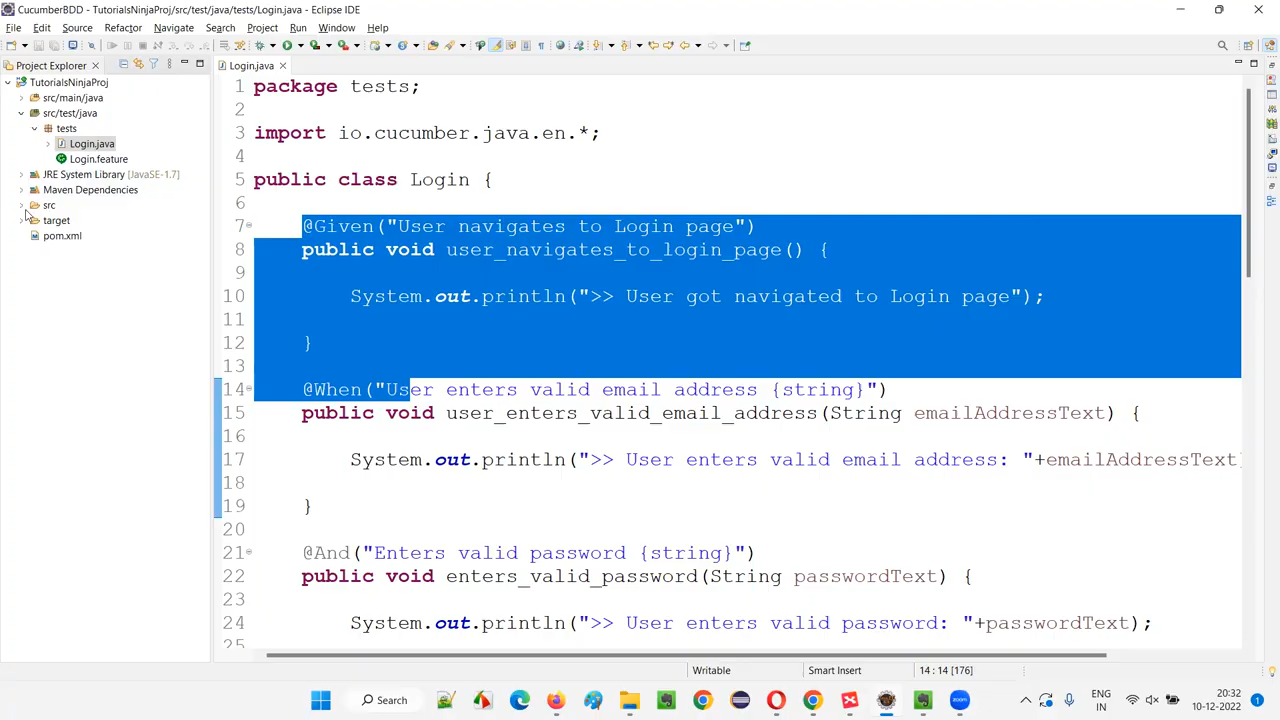 CucumberBDD - TutorialsNinjaProj/src/test/java/tests/Login.java - Eclipse IDE
File Edit Source Refactor Navigate Search Project Run Window Help
Project Explorer
TutorialsNinjaProj
src/main/java
src/test/java
tests
Login.java
Login.feature
JRE System Library [JavaSE-1.7]
Maven Dependencies
src
target
pom.xml
Login.java
1 package tests;
2
3 import io.cucumber.java.en.*;
4
5 public class Login {
6
7 @Given("User navigates to Login page")
8 public void user_navigates_to_login_page() {
9
10 System.out.println(">> User got navigated to Login page");
11
12 }
13
14 @When("User enters valid email address {string}")
15 public void user_enters_valid_email_address(String emailAddressText) {
16
17 System.out.println(">> User enters valid email address: "+emailAddressText
18
19 }
20
21 @And("Enters valid password {string}")
22 public void enters_valid_password(String passwordText) {
23
24 System.out.println(">> User enters valid password: "+passwordText);
25
Writable Smart Insert 14 : 14 [176]
Search
zoom
ENG
IN
20:32
10-12-2022
1